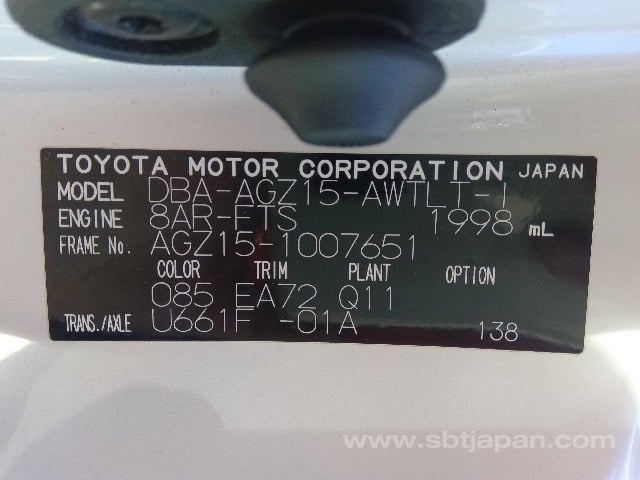 TOYOTA MOTOR CORPORATION JAPAN
MODEL DBA-AGZ15-AWTLT-I
ENGINE 8AR-FTS 1998 mL
FRAME No. AGZ15-1007651
COLOR TRIM PLANT OPTION
085 EA72 Q11
TRANS./AXLE U661F -01A 138
www.sbtjapan.com